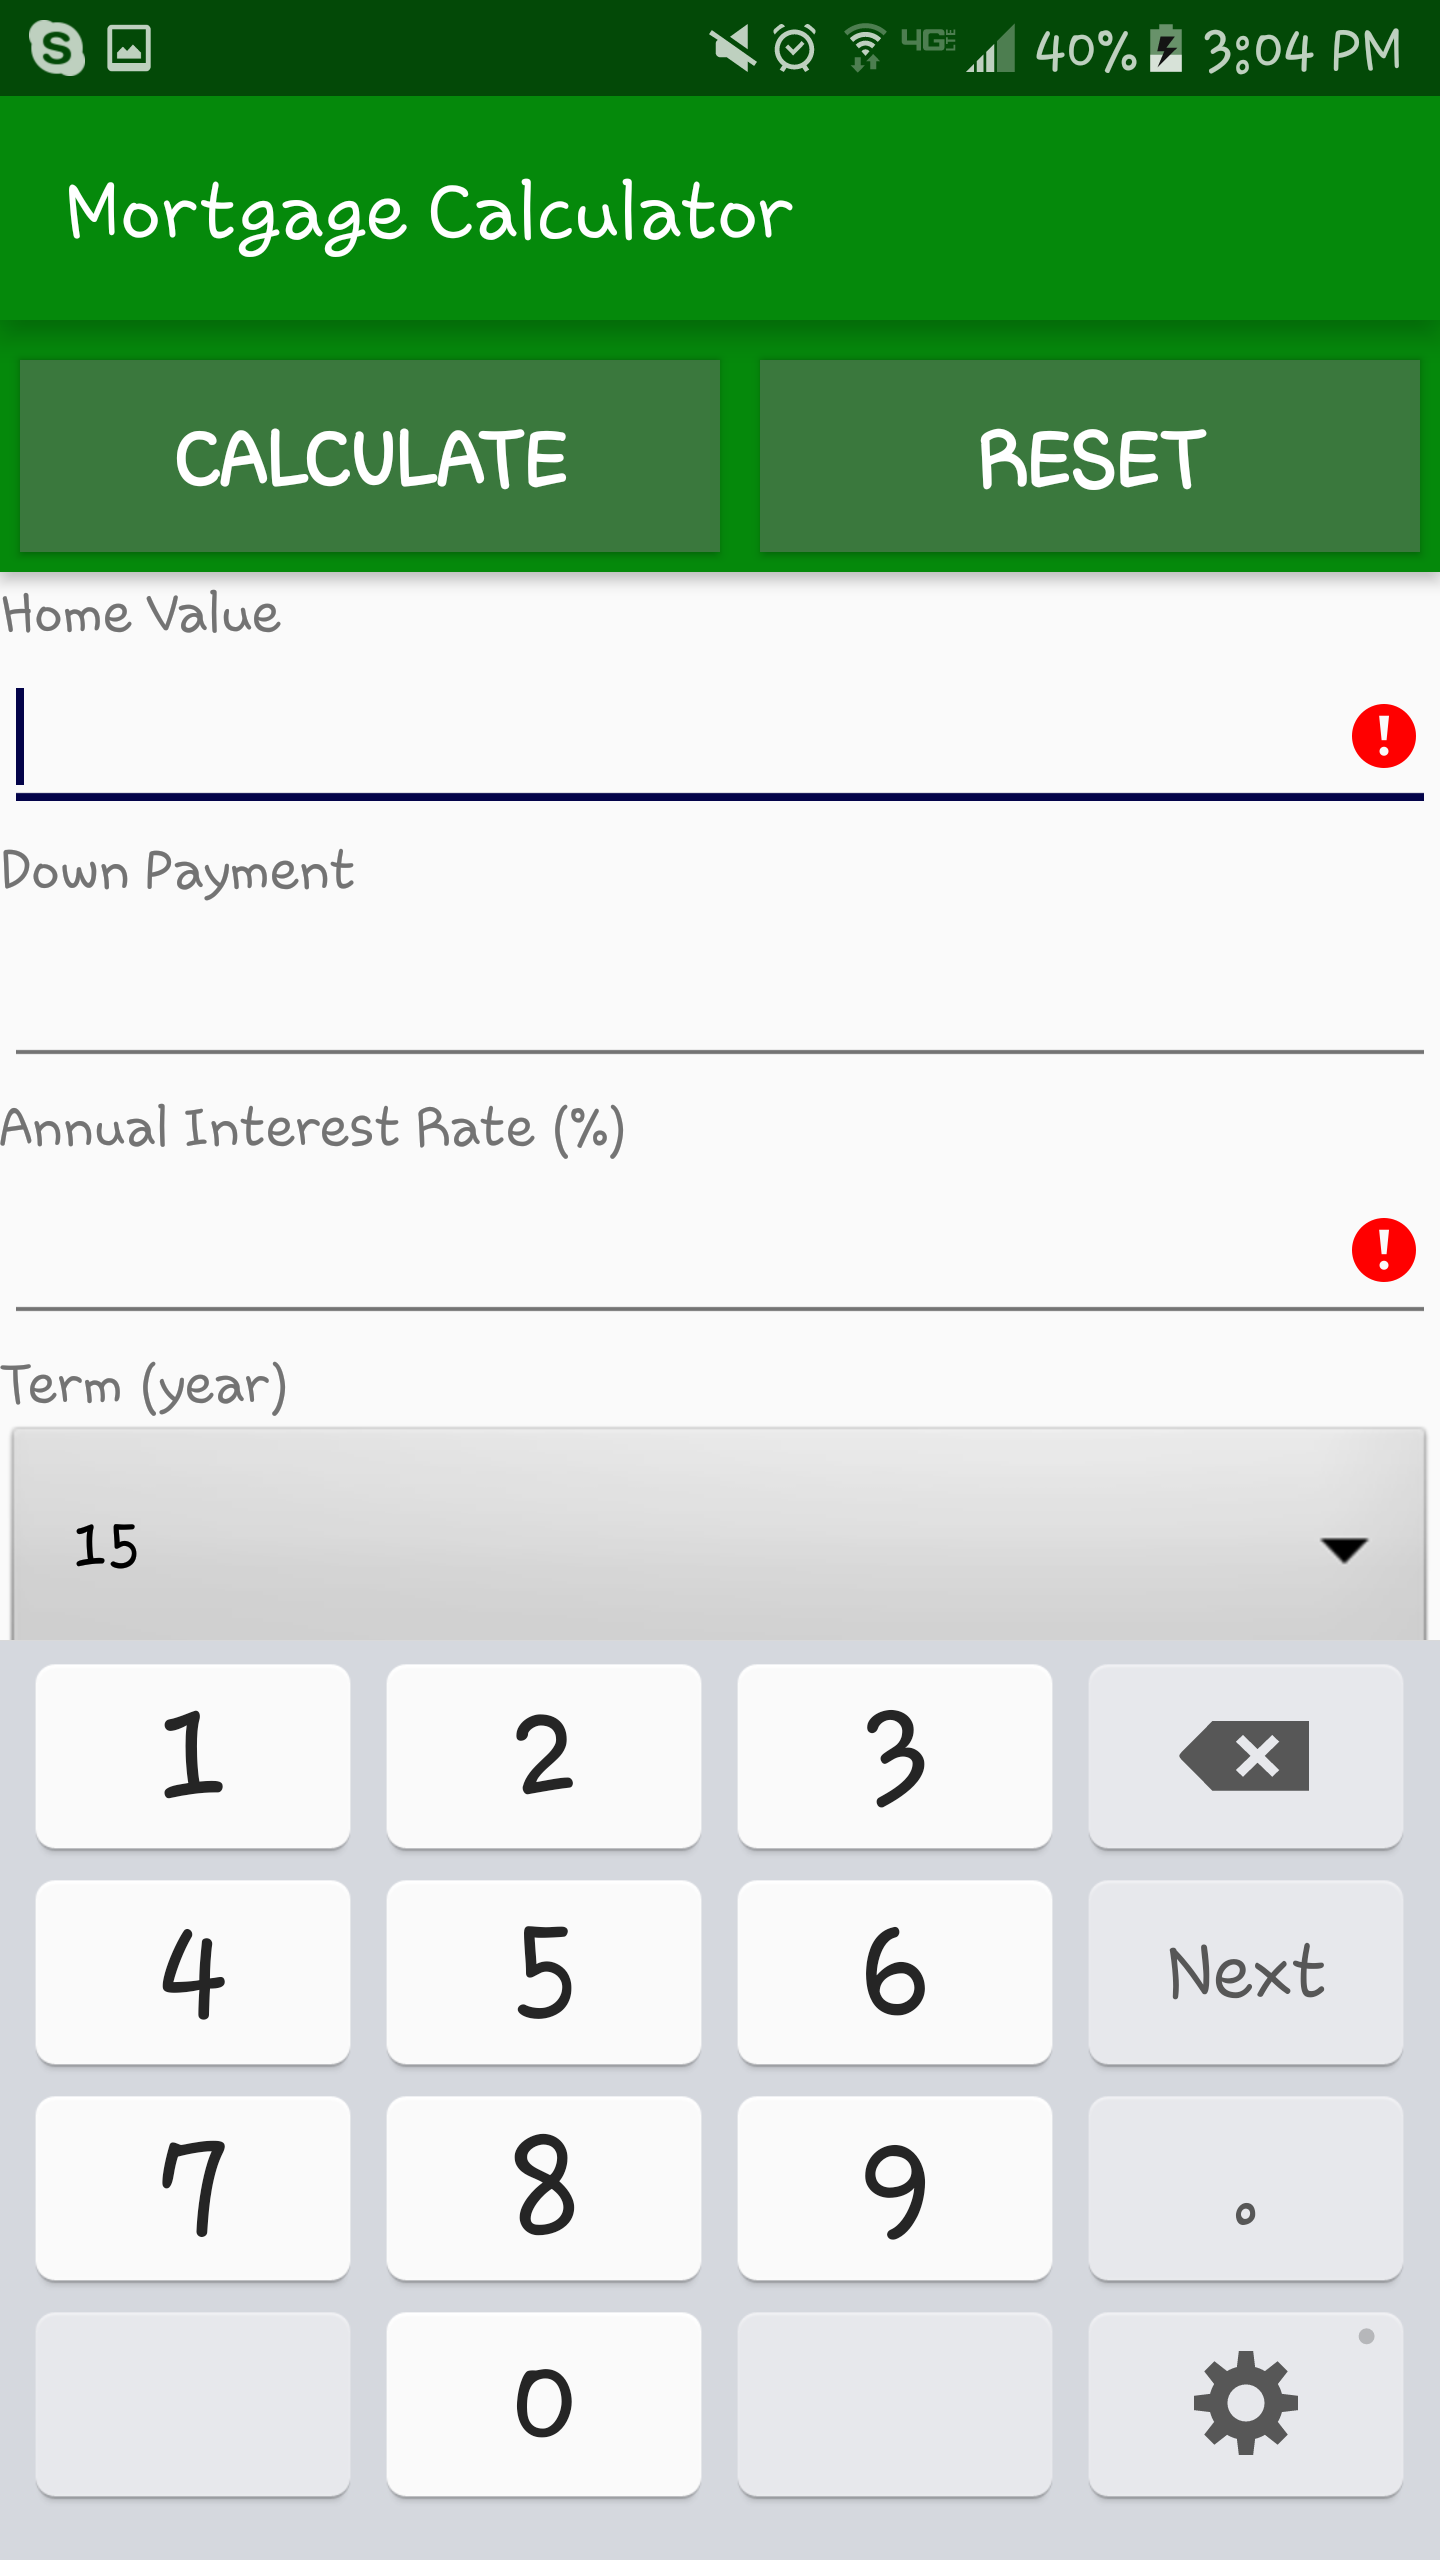 40% 3:04 PM
Mortgage Calculator
CALCULATE RESET
Home Value
Down Payment
Annual Interest Rate (%)
Term (year)
15
1 2 3
4 5 6 Next
7 8 9 .
0